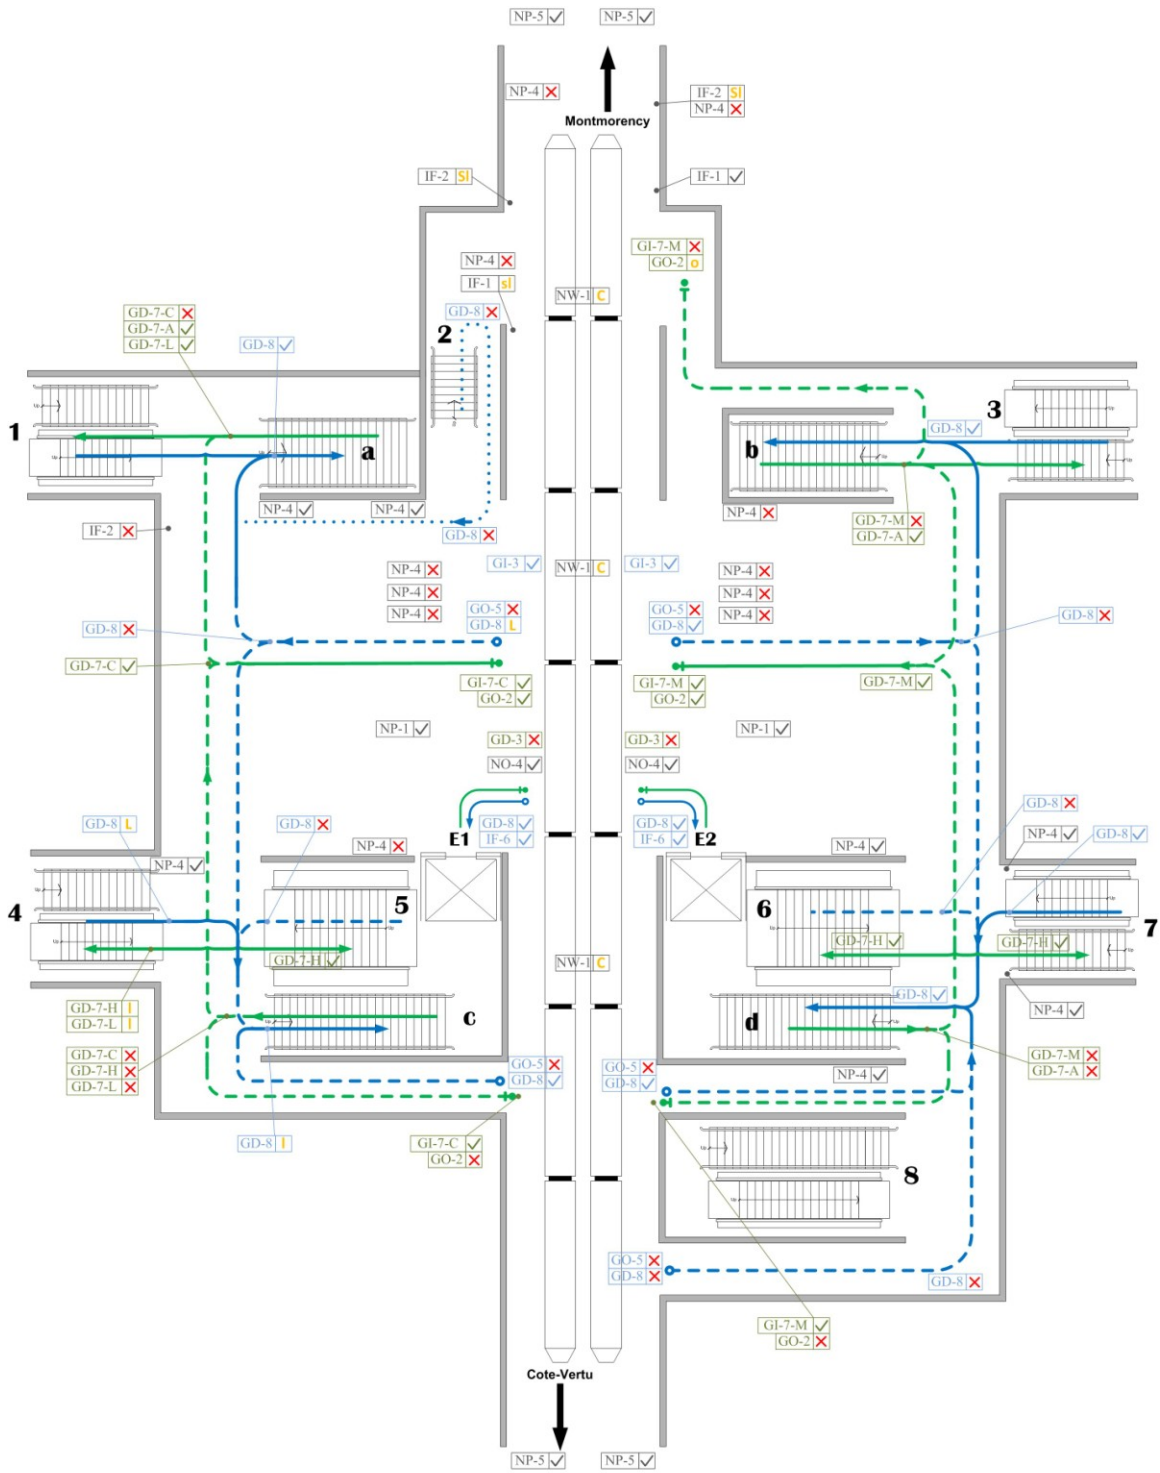 NP-5 NP-5
NP-4
IF-2 Sl
NP-4
Montmorency
IF-2 Sl
IF-1
GI-7-M
GO-2 o
NP-4
IF-1 sl
NW-1 C
GD-8
GD-7-C
GD-7-A
GD-7-L
GD-8
2
1
a
3
b
GD-8
Up
NP-4 NP-4
NP-4
GD-7-M
GD-7-A
IF-2
GD-8
GI-3 NW-1 C GI-3
NP-4
NP-4
NP-4
NP-4
NP-4
NP-4
GO-5
GD-8 L
GO-5
GD-8
GD-8
GD-8
GD-7-C
GI-7-C
GO-2
GI-7-M
GO-2
GD-7-M
NP-1
NP-1
GD-3
NO-4
GD-3
NO-4
GD-8
GD-8 L
GD-8
GD-8
IF-6
GD-8
IF-6
E1
E2
NP-4
GD-8
NP-4
NP-4
NP-4
4
5
6
7
GD-7-H
GD-7-H
GD-7-H
NW-1 C
GD-8
NP-4
GD-7-H I
GD-7-L I
c
d
GD-7-C
GD-7-H
GD-7-L
GO-5
GD-8
GO-5
GD-8
NP-4
GD-7-M
GD-7-A
GD-8 I
GI-7-C
GO-2
8
GO-5
GD-8
GD-8
GI-7-M
GO-2
Cote-Vertu
NP-5 NP-5